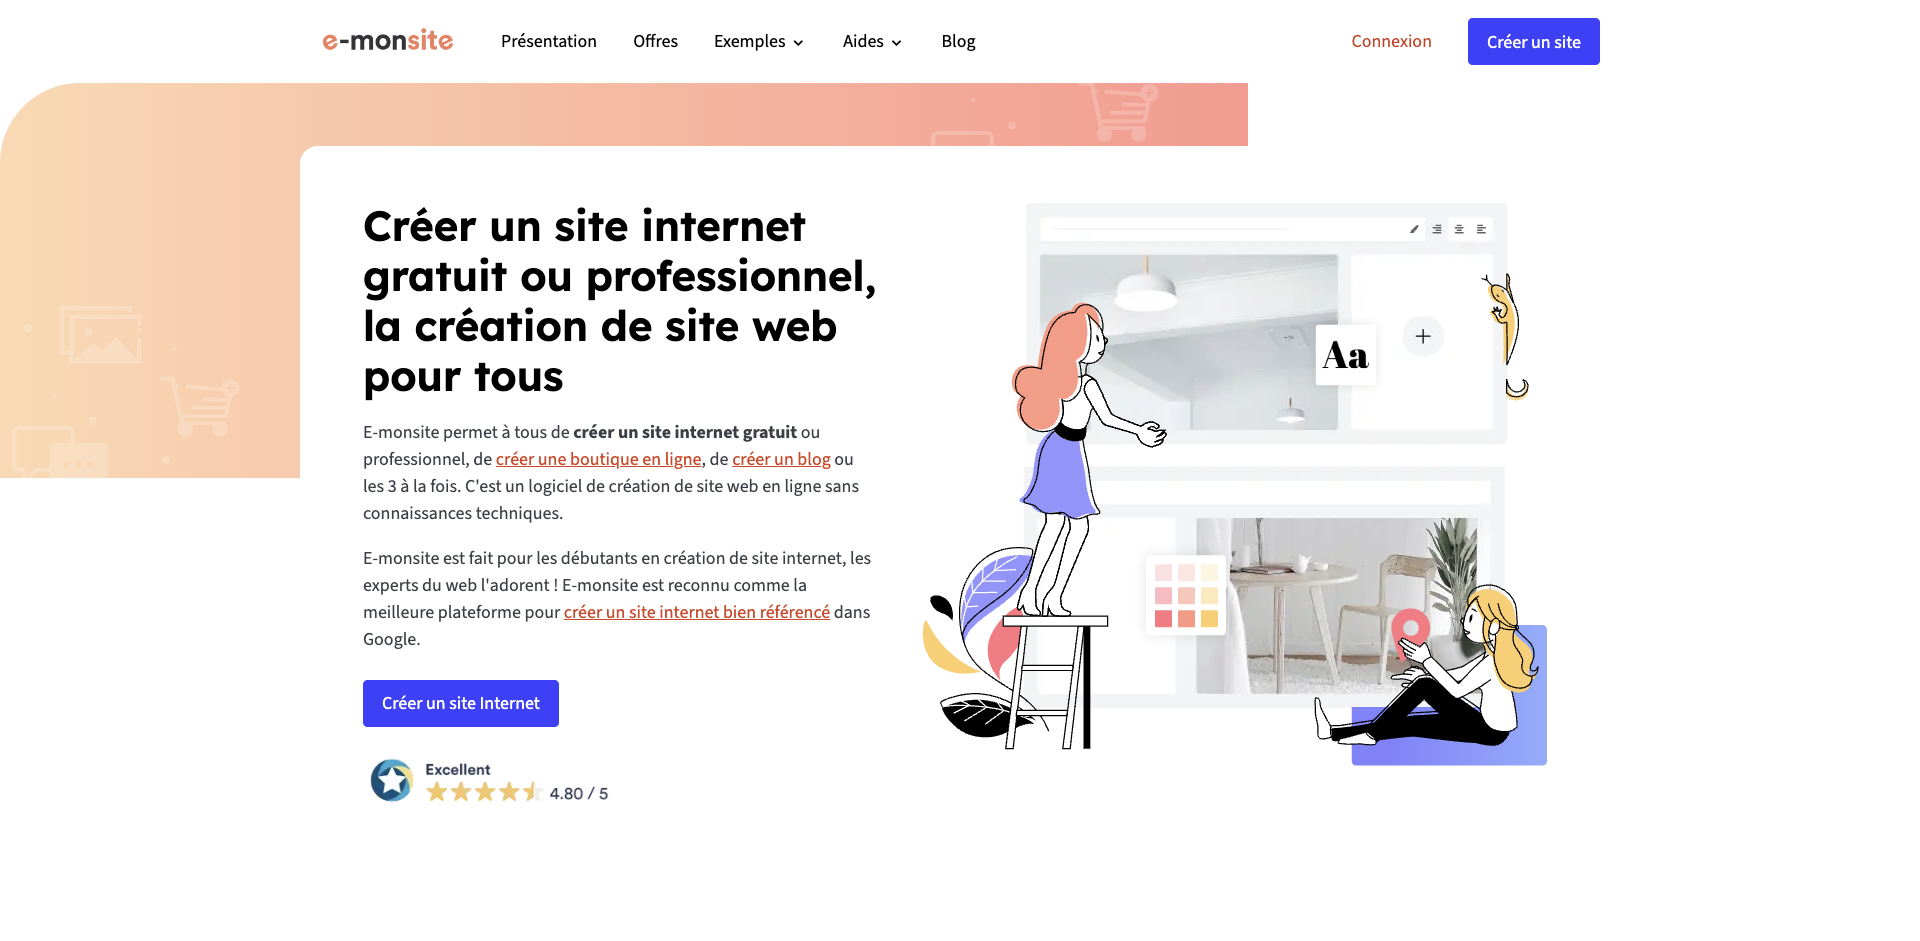 e-monsite Présentation Offres Exemples Aides Blog Connexion Créer un site
Créer un site internet
gratuit ou professionnel,
la création de site web
pour tous
E-monsite permet à tous de créer un site internet gratuit ou
professionnel, de créer une boutique en ligne, de créer un blog ou
les 3 à la fois. C'est un logiciel de création de site web en ligne sans
connaissances techniques.
E-monsite est fait pour les débutants en création de site internet, les
experts du web l'adorent ! E-monsite est reconnu comme la
meilleure plateforme pour créer un site internet bien référencé dans
Google.
Créer un site Internet
Excellent
4.80 / 5
Aa